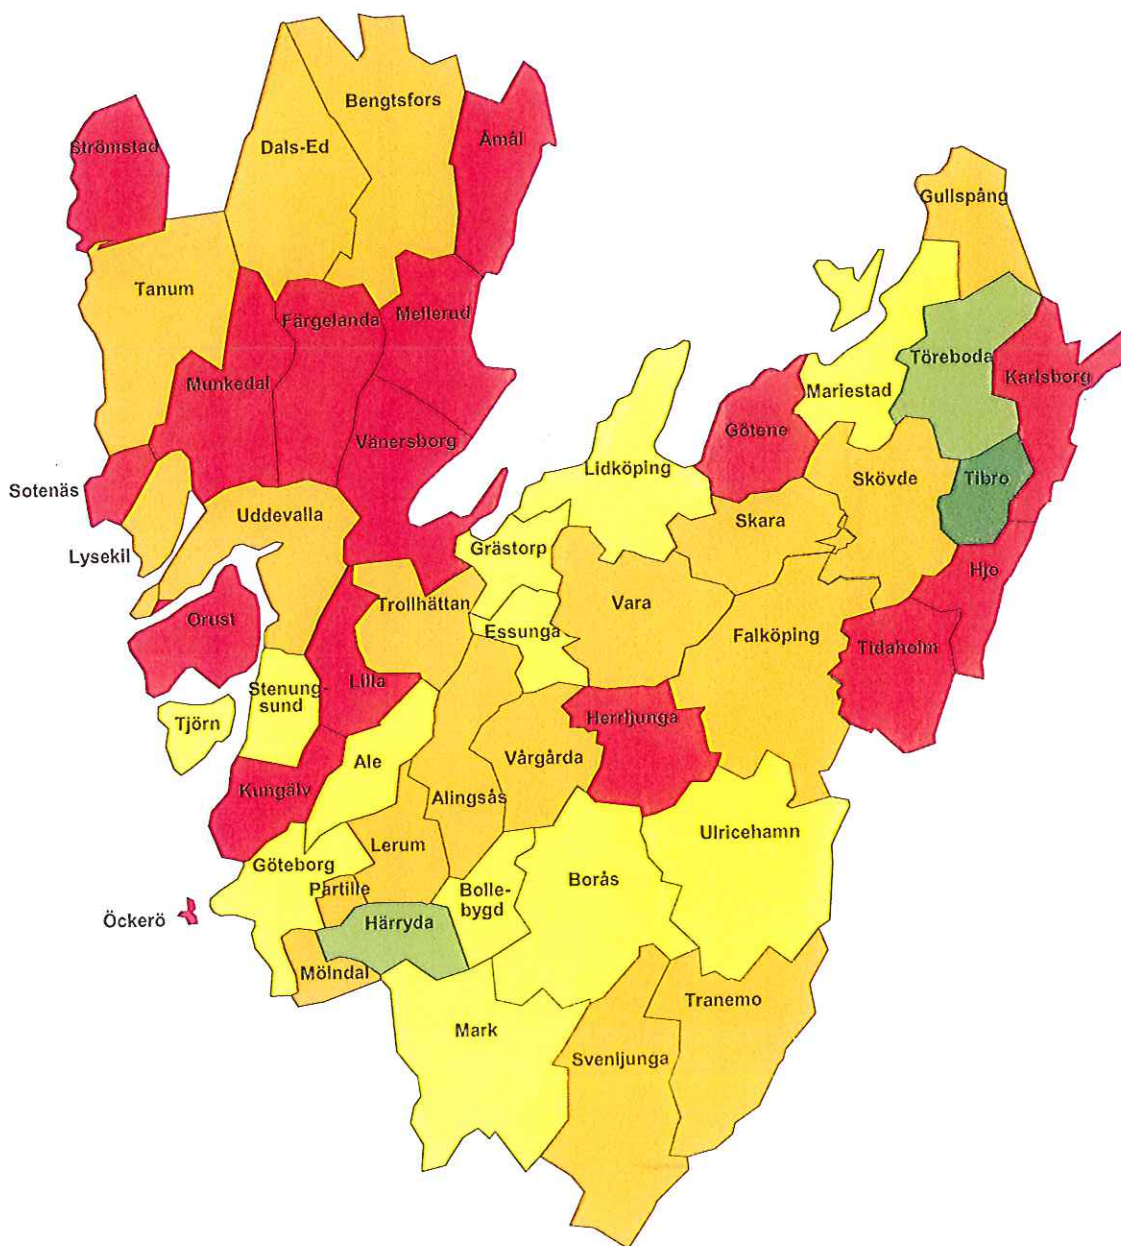 Bengtsfors
Åmål
Strömstad
Dals-Ed
Gullspång
Tanum
Mellerud
Färgelanda
Töreboda
Karlsborg
Munkedal
Mariestad
Götene
Vänersborg
Lidköping
Skövde
Tibro
Sotenäs
Uddevalla
Skara
Lysekil
Grästorp
Hjo
Trollhättan
Vara
Orust
Essunga
Falköping
Tidaholm
Lilla
Stenung-
sund
Tjörn
Herrljunga
Ale
Vårgårda
Kungälv
Alingsås
Ulricehamn
Lerum
Göteborg
Borås
Partille
Bolle-
bygd
Öckerö
Härryda
Mölndal
Tranemo
Mark
Svenljunga